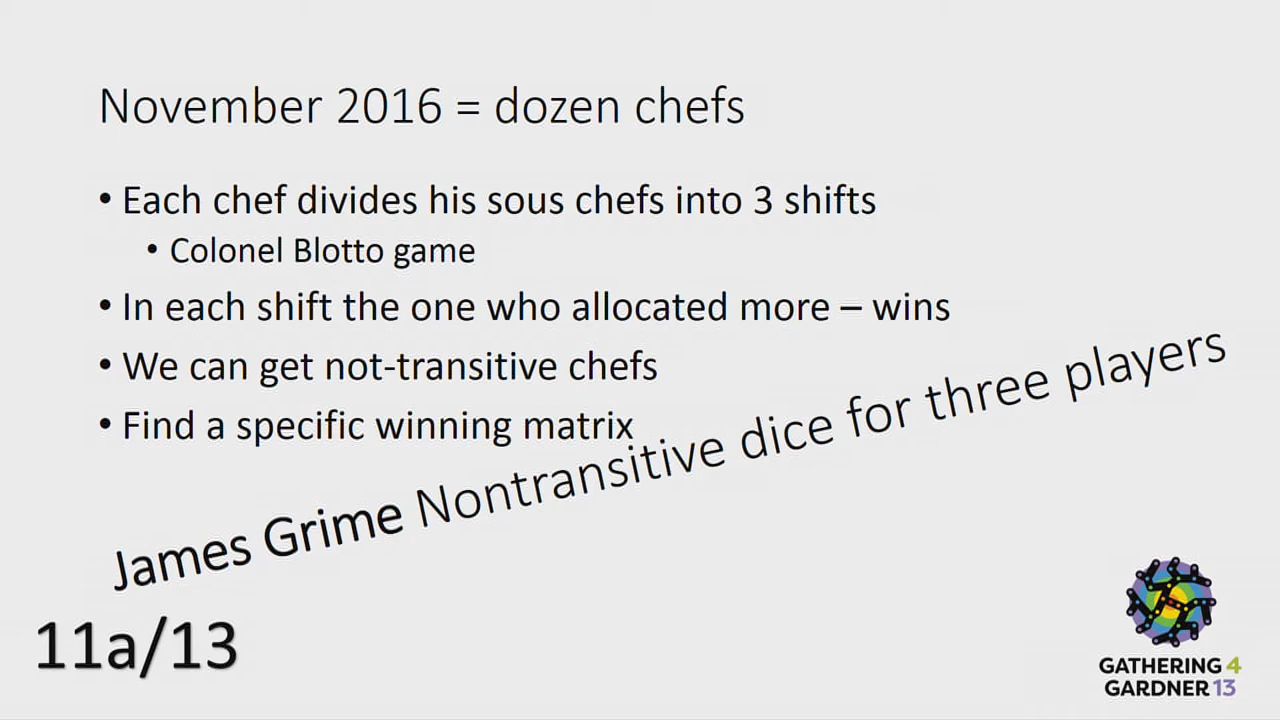 November 2016 = dozen chefs
• Each chef divides his sous chefs into 3 shifts
• Colonel Blotto game
• In each shift the one who allocated more – wins
• We can get not-transitive chefs
• Find a specific winning matrix
James Grime Nontransitive dice for three players
11a/13
GATHERING 4
GARDNER 13